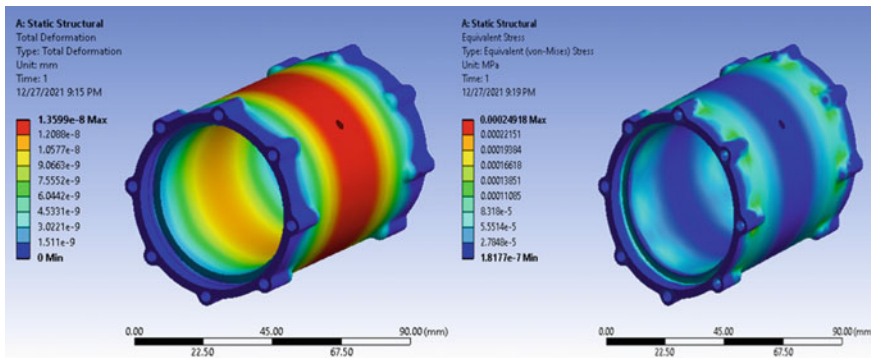 A: Static Structural
Total Deformation
Type: Total Deformation
Unit: mm
Time: 1
12/27/2021 9:15 PM
1.3599e-8 Max
1.2088e-8
1.0577e-8
9.0663e-9
7.5552e-9
6.0442e-9
4.5331e-9
3.0221e-9
1.511e-9
0 Min
0.00
45.00
90.00 (mm)
22.50
67.50
A: Static Structural
Equivalent Stress
Type: Equivalent (von-Mises) Stress
Unit: MPa
Time: 1
12/27/2021 9:19 PM
0.00024918 Max
0.00022151
0.00019384
0.00016618
0.00013851
0.00011085
8.318e-5
5.5514e-5
2.7848e-5
1.8177e-7 Min
0.00
45.00
90.00 (mm)
22.50
67.50